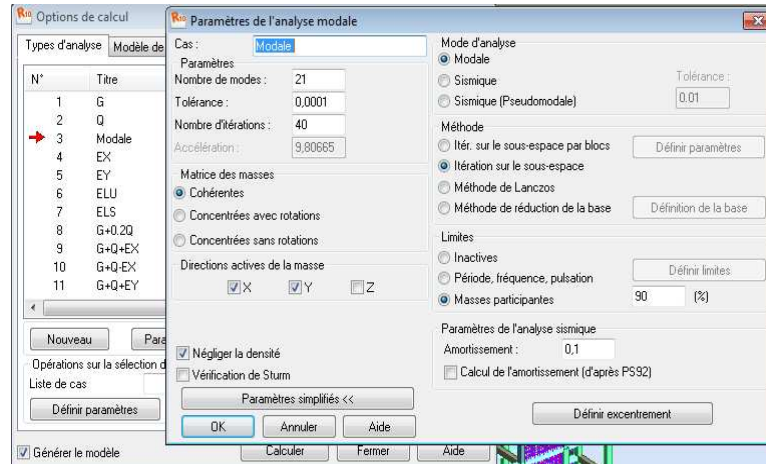 Options de calcul
Types d'analyse Modèle de
N° Titre
1 G
2 Q
3 Modale
4 EX
5 EY
6 ELU
7 ELS
8 G+0.2Q
9 G+Q+EX
10 G+Q-EX
11 G+Q+EY
Nouveau Para
Opérations sur la sélection d
Liste de cas
Définir paramètres
Générer le modèle
Calculer Fermer Aide
Paramètres de l'analyse modale
Cas : Modale
Paramètres
Nombre de modes : 21
Tolérance : 0,0001
Nombre d'itérations : 40
Accélération : 9,80665
Matrice des masses
Cohérentes
Concentrées avec rotations
Concentrées sans rotations
Directions actives de la masse
X Y Z
Négliger la densité
Vérification de Sturm
Paramètres simplifiés <<
OK Annuler Aide
Mode d'analyse
Modale
Sismique
Sismique (Pseudomodale)
Tolérance :
0.01
Méthode
Itér. sur le sous-espace par blocs Définir paramètres
Itération sur le sous-espace
Méthode de Lanczos
Méthode de réduction de la base Définition de la base
Limites
Inactives
Période, fréquence, pulsation Définir limites
Masses participantes 90 (%)
Paramètres de l'analyse sismique
Amortissement : 0,1
Calcul de l'amortissement (d'après PS92)
Définir excentrement